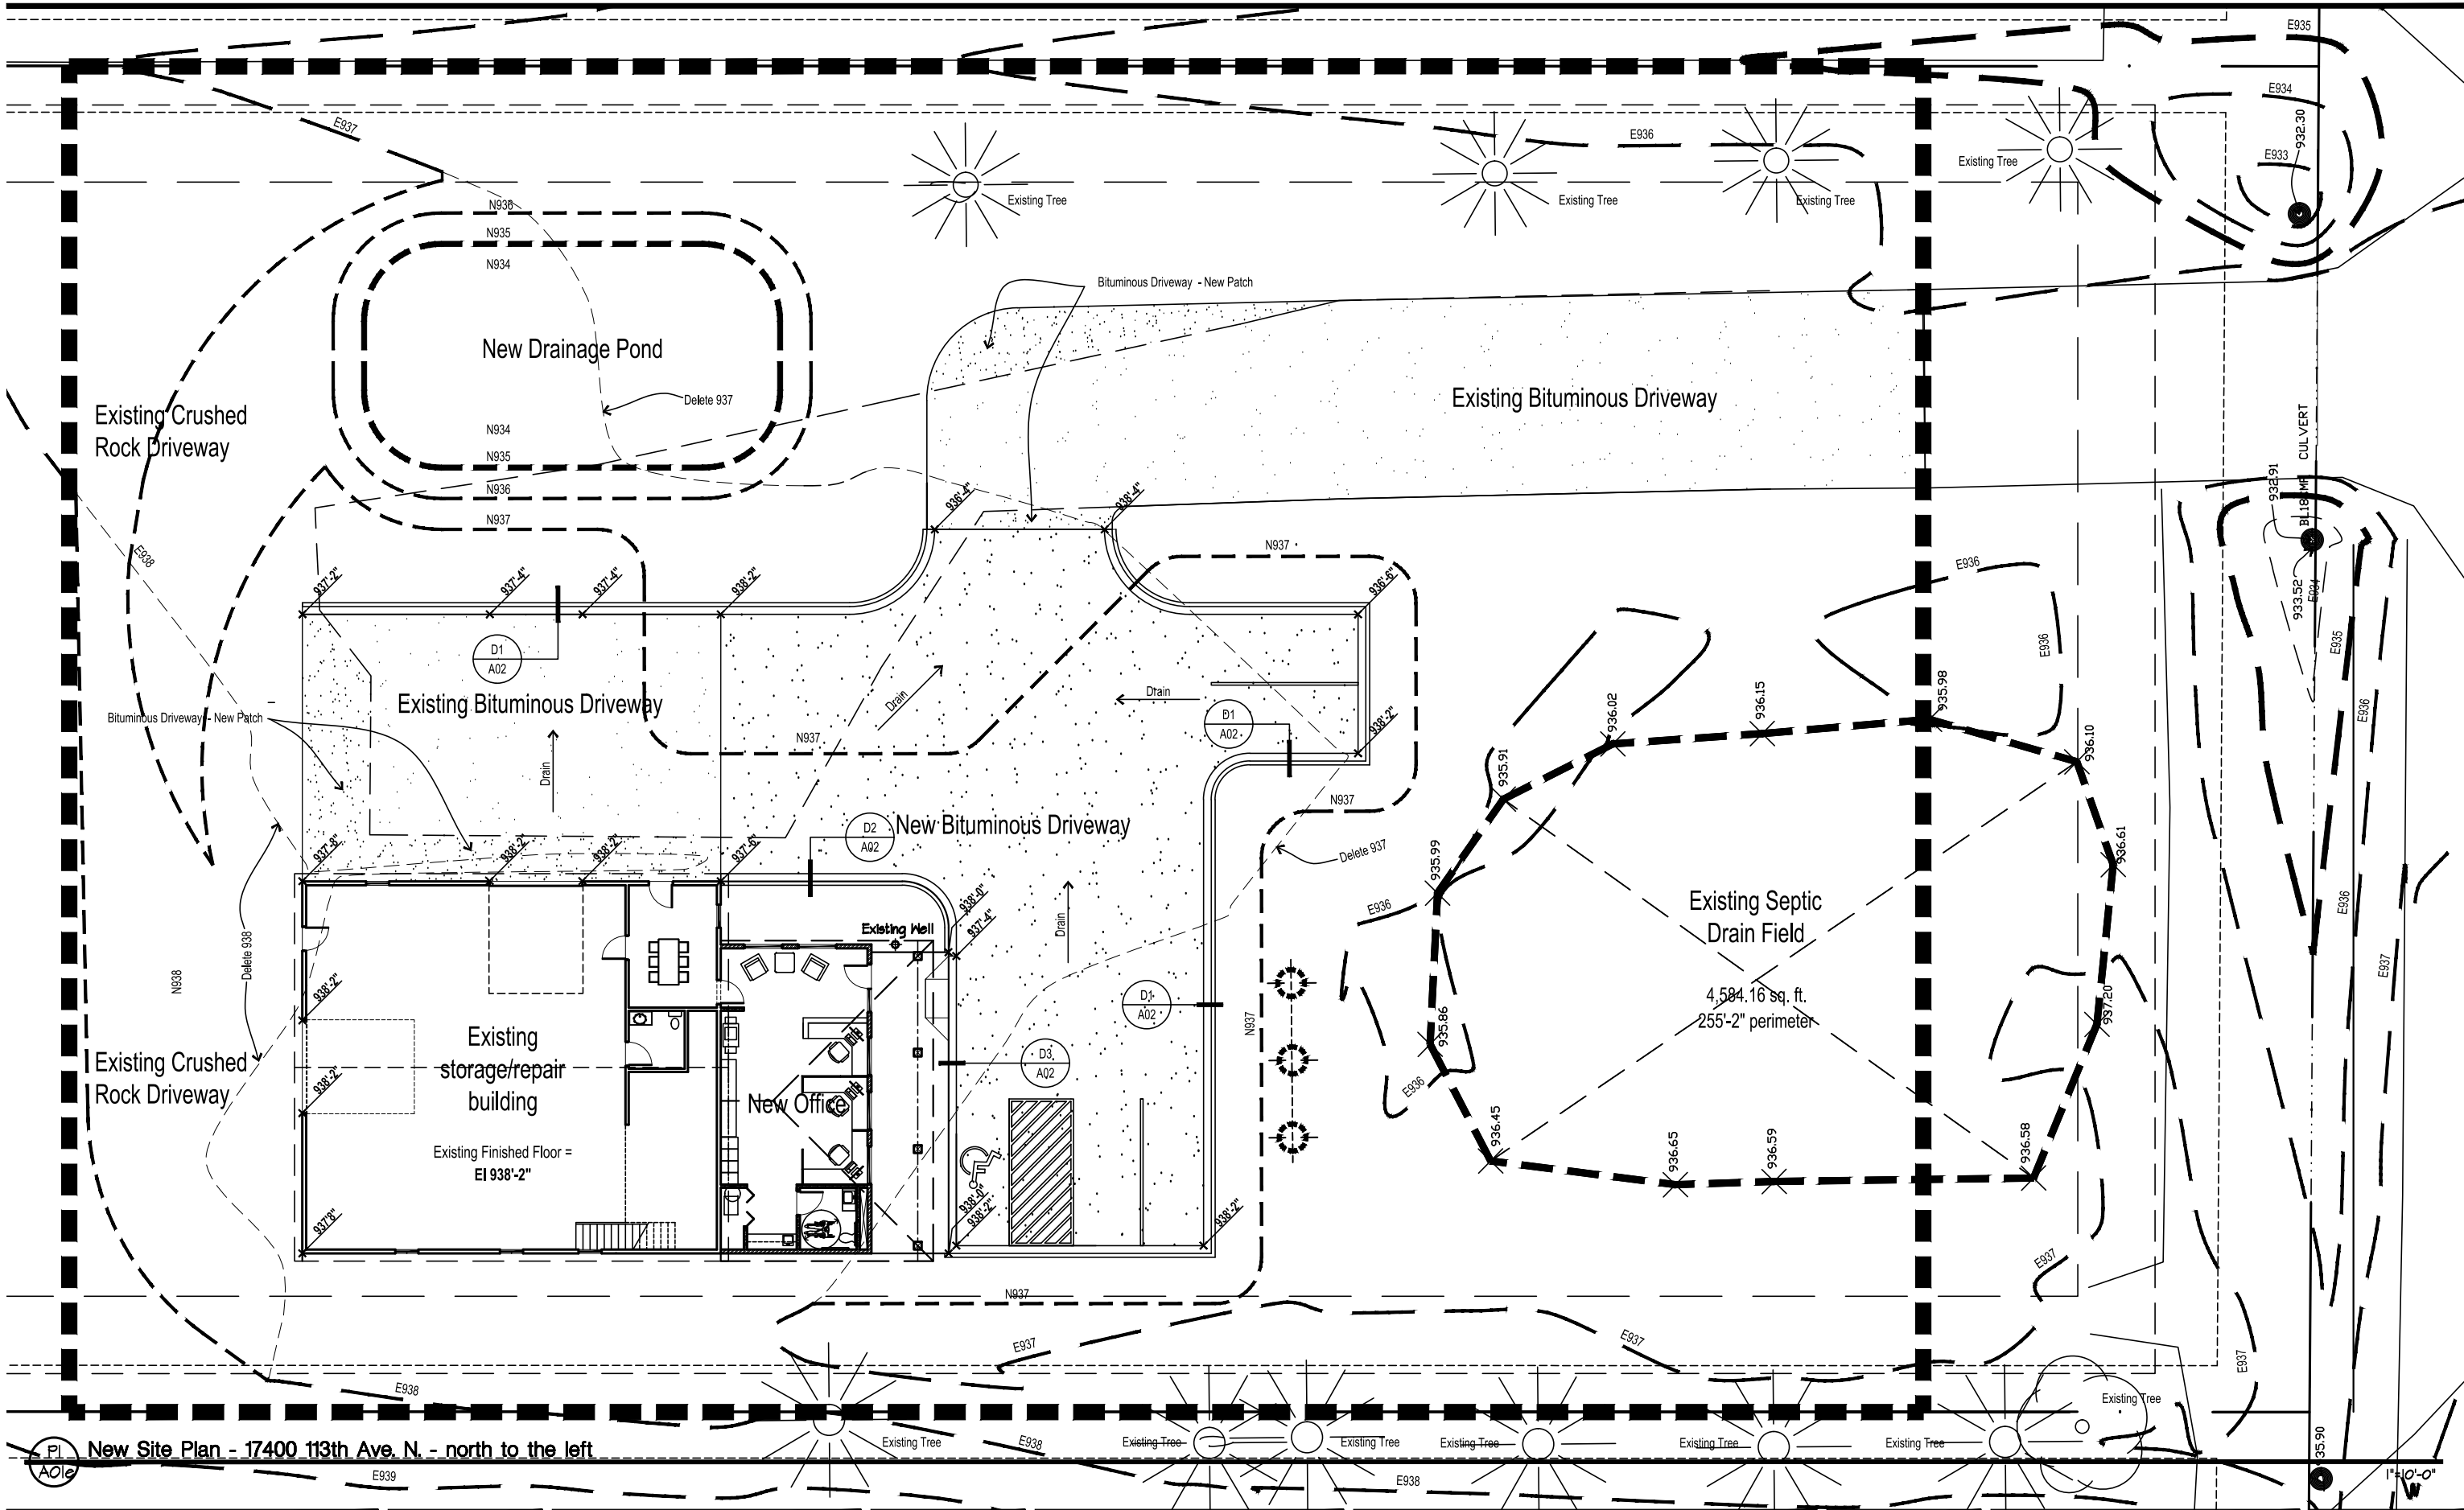 E935
E934
932.30
E933
E937
E936
Existing Tree
Existing Tree
Existing Tree
Existing Tree
N936
N935
N934
Bituminous Driveway - New Patch
New Drainage Pond
Delete 937
Existing Bituminous Driveway
Existing Crushed
Rock Driveway
N934
N935
N936
N937
936'-4"
938'-4"
932.91
CULVERT
E938
N937
E936
933.52
E934
937'-2"
937'-4"
937'-4"
938'-2"
936'-6"
E936
E935
D1
A02
Existing Bituminous Driveway
Bituminous Driveway - New Patch
Drain
Drain
D1
A02
938'-2"
936.02
936.15
935.98
E936
N937
Drain
935.91
936.10
N937
D2
A02
New Bituminous Driveway
Delete 937
937'-8"
938'-2"
938'-2"
937'-6"
935.99
936.61
E936
Existing Septic
Drain Field
E936
938'-0"
937'-4"
Existing Well
Drain
Delete 938
N938
938'-2"
E937
D1
A02
4,584.16 sq. ft.
255'-2" perimeter
937.20
N937
935.86
Existing
storage/repair
building
D3
A02
Existing Crushed
Rock Driveway
938'-2"
New Office
E936
936.45
936.65
936.59
936.58
Existing Finished Floor =
El 938'-2"
937'8"
938'-0"
938'-2"
938'-2"
E937
N937
E937
E937
E937
E938
Existing Tree
Existing Tree
E938
Existing Tree
Existing Tree
Existing Tree
Existing Tree
Existing Tree
35.90
P1
A01e
New Site Plan - 17400 113th Ave. N. - north to the left
E939
E938
1"=10'-0"